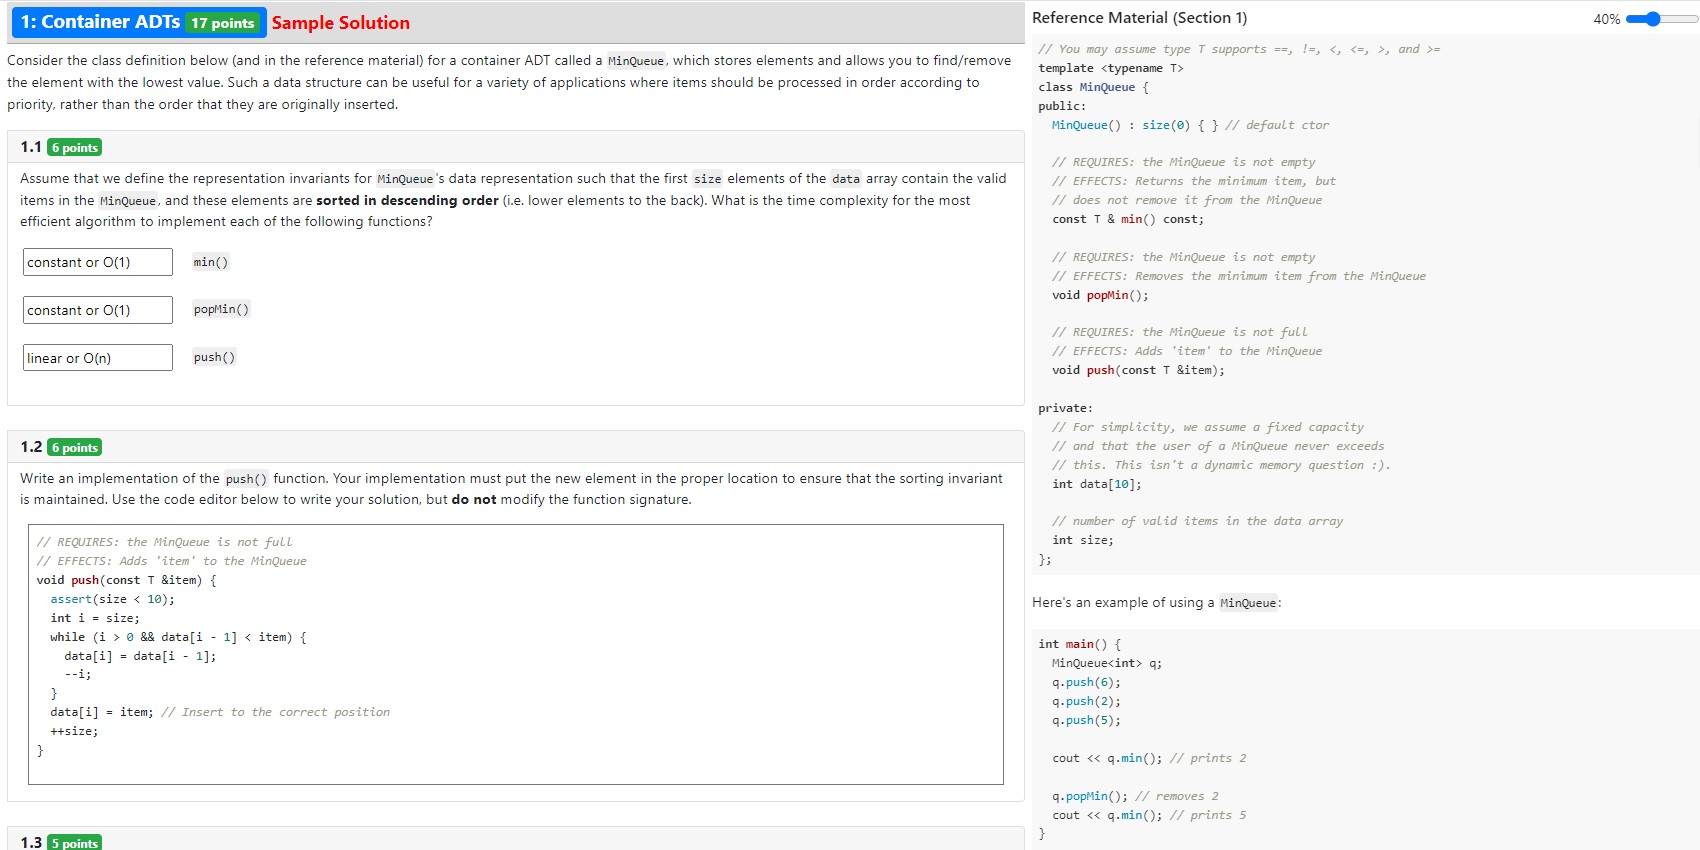 1: Container ADTs 17 points Sample Solution
Consider the class definition below (and in the reference material) for a container ADT called a MinQueue, which stores elements and allows you to find/remove
the element with the lowest value. Such a data structure can be useful for a variety of applications where items should be processed in order according to
priority, rather than the order that they are originally inserted.
1.1 6 points
Assume that we define the representation invariants for MinQueue's data representation such that the first size elements of the data array contain the valid
items in the MinQueue, and these elements are sorted in descending order (i.e. lower elements to the back). What is the time complexity for the most
efficient algorithm to implement each of the following functions?
constant or O(1) min()
constant or O(1) popMin()
linear or O(n) push()
1.2 6 points
Write an implementation of the push() function. Your implementation must put the new element in the proper location to ensure that the sorting invariant
is maintained. Use the code editor below to write your solution, but do not modify the function signature.
// REQUIRES: the MinQueue is not full
// EFFECTS: Adds 'item' to the MinQueue
void push(const T &item) {
  assert(size < 10);
  int i = size;
  while (i > 0 && data[i - 1] < item) {
    data[i] = data[i - 1];
    --i;
  }
  data[i] = item; // Insert to the correct position
  ++size;
}
1.3 5 points
Reference Material (Section 1)
40%
// You may assume type T supports ==, !=, <, <=, >, and >=
template <typename T>
class MinQueue {
public:
  MinQueue() : size(0) { } // default ctor
  // REQUIRES: the MinQueue is not empty
  // EFFECTS: Returns the minimum item, but
  // does not remove it from the MinQueue
  const T & min() const;
  // REQUIRES: the MinQueue is not empty
  // EFFECTS: Removes the minimum item from the MinQueue
  void popMin();
  // REQUIRES: the MinQueue is not full
  // EFFECTS: Adds 'item' to the MinQueue
  void push(const T &item);
private:
  // For simplicity, we assume a fixed capacity
  // and that the user of a MinQueue never exceeds
  // this. This isn't a dynamic memory question :).
  int data[10];
  // number of valid items in the data array
  int size;
};
Here's an example of using a MinQueue:
int main() {
  MinQueue<int> q;
  q.push(6);
  q.push(2);
  q.push(5);
  cout << q.min(); // prints 2
  q.popMin(); // removes 2
  cout << q.min(); // prints 5
}